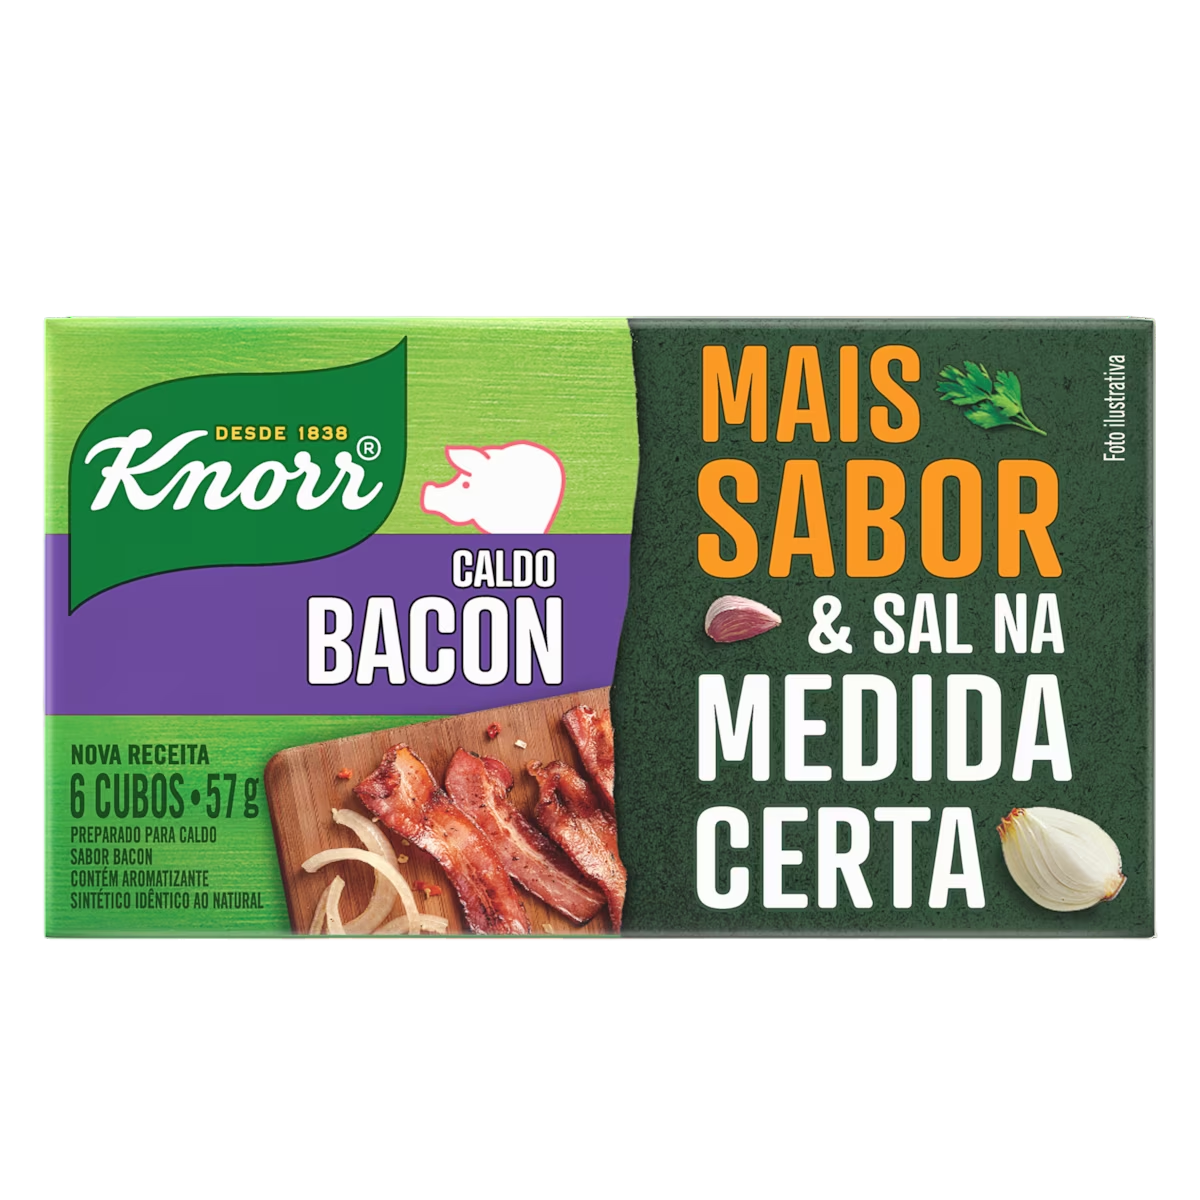 DESDE 1838
Knorr®
CALDO
BACON
NOVA RECEITA
6 CUBOS • 57 g
PREPARADO PARA CALDO
SABOR BACON
CONTÉM AROMATIZANTE
SINTÉTICO IDÊNTICO AO NATURAL
MAIS
SABOR
& SAL NA
MEDIDA
CERTA
Foto ilustrativa